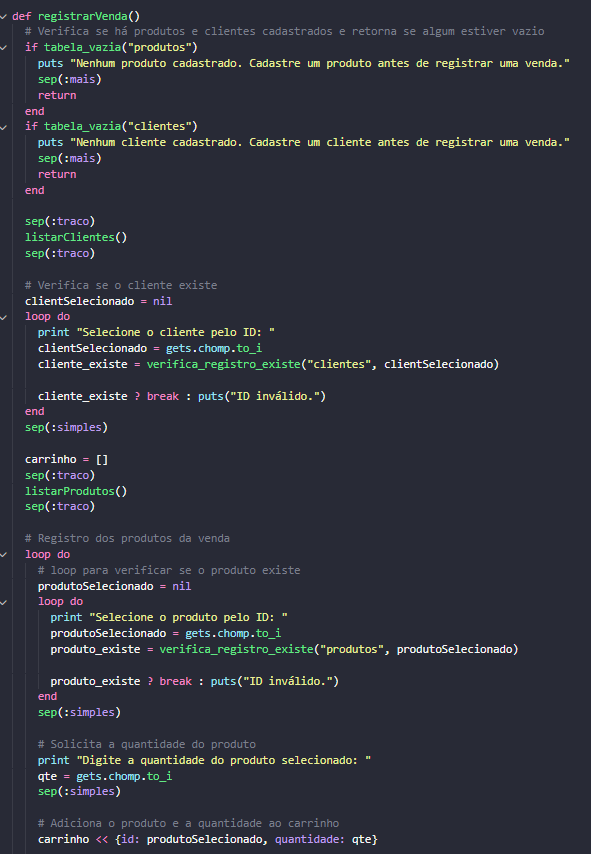 def registrarVenda()
# Verifica se há produtos e clientes cadastrados e retorna se algum estiver vazio
if tabela_vazia("produtos")
puts "Nenhum produto cadastrado. Cadastre um produto antes de registrar uma venda."
sep(:mais)
return
end
if tabela_vazia("clientes")
puts "Nenhum cliente cadastrado. Cadastre um cliente antes de registrar uma venda."
sep(:mais)
return
end
sep(:traco)
listarClientes()
sep(:traco)
# Verifica se o cliente existe
clientSelecionado = nil
loop do
print "Selecione o cliente pelo ID: "
clientSelecionado = gets.chomp.to_i
cliente_existe = verifica_registro_existe("clientes", clientSelecionado)
cliente_existe ? break : puts("ID inválido.")
end
sep(:simples)
carrinho = []
sep(:traco)
listarProdutos()
sep(:traco)
# Registro dos produtos da venda
loop do
# loop para verificar se o produto existe
produtoSelecionado = nil
loop do
print "Selecione o produto pelo ID: "
produtoSelecionado = gets.chomp.to_i
produto_existe = verifica_registro_existe("produtos", produtoSelecionado)
produto_existe ? break : puts("ID inválido.")
end
sep(:simples)
# Solicita a quantidade do produto
print "Digite a quantidade do produto selecionado: "
qte = gets.chomp.to_i
sep(:simples)
# Adiciona o produto e a quantidade ao carrinho
carrinho << {id: produtoSelecionado, quantidade: qte}